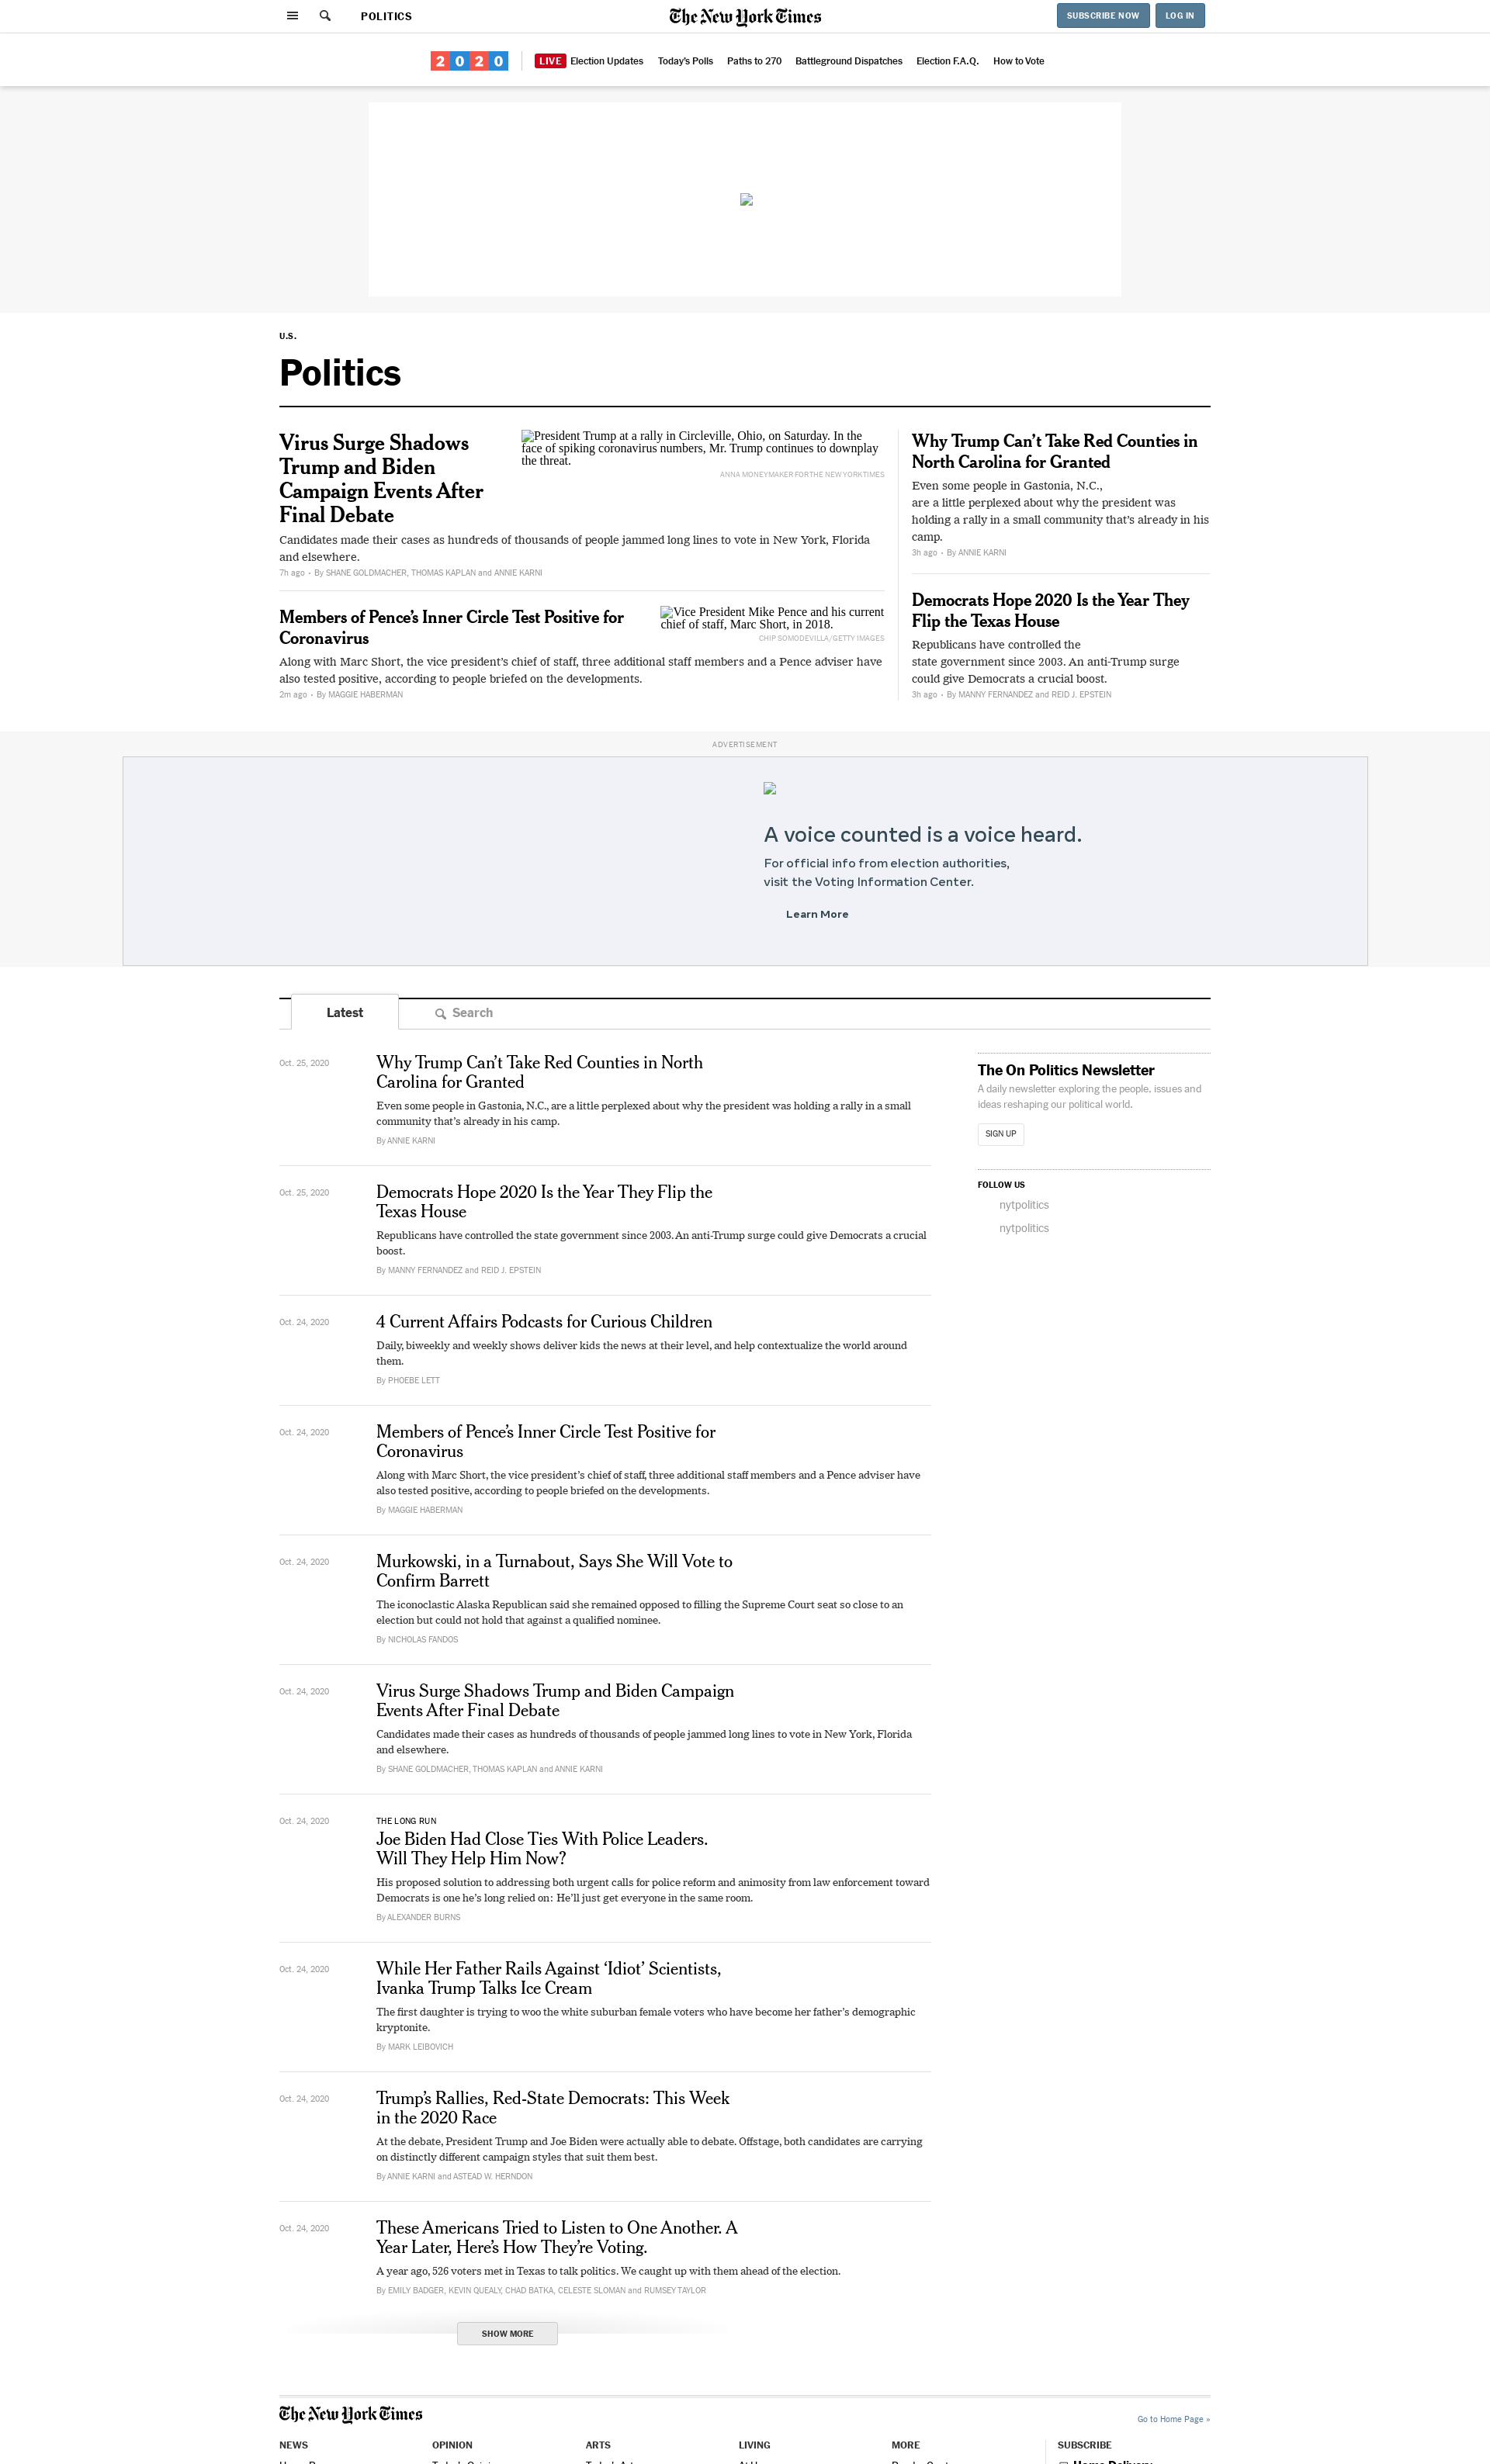 POLITICS
The New York Times
SUBSCRIBE NOW
LOG IN
2020
LIVE Election Updates
Today's Polls
Paths to 270
Battleground Dispatches
Election F.A.Q.
How to Vote
U.S.
Politics
Virus Surge Shadows
Trump and Biden
Campaign Events After
Final Debate
President Trump at a rally in Circleville, Ohio, on Saturday. In the
face of spiking coronavirus numbers, Mr. Trump continues to downplay
the threat.
ANNA MONEYMAKER FOR THE NEW YORK TIMES
Candidates made their cases as hundreds of thousands of people jammed long lines to vote in New York, Florida
and elsewhere.
7h ago • By SHANE GOLDMACHER, THOMAS KAPLAN and ANNIE KARNI
Members of Pence’s Inner Circle Test Positive for
Coronavirus
Vice President Mike Pence and his current
chief of staff, Marc Short, in 2018.
CHIP SOMODEVILLA/GETTY IMAGES
Along with Marc Short, the vice president’s chief of staff, three additional staff members and a Pence adviser have
also tested positive, according to people briefed on the developments.
2m ago • By MAGGIE HABERMAN
Why Trump Can’t Take Red Counties in
North Carolina for Granted
Even some people in Gastonia, N.C.,
are a little perplexed about why the president was
holding a rally in a small community that’s already in his
camp.
3h ago • By ANNIE KARNI
Democrats Hope 2020 Is the Year They
Flip the Texas House
Republicans have controlled the
state government since 2003. An anti-Trump surge
could give Democrats a crucial boost.
3h ago • By MANNY FERNANDEZ and REID J. EPSTEIN
ADVERTISEMENT
A voice counted is a voice heard.
For official info from election authorities,
visit the Voting Information Center.
Learn More
Latest
Search
Oct. 25, 2020
Why Trump Can’t Take Red Counties in North
Carolina for Granted
Even some people in Gastonia, N.C., are a little perplexed about why the president was holding a rally in a small
community that’s already in his camp.
By ANNIE KARNI
Oct. 25, 2020
Democrats Hope 2020 Is the Year They Flip the
Texas House
Republicans have controlled the state government since 2003. An anti-Trump surge could give Democrats a crucial
boost.
By MANNY FERNANDEZ and REID J. EPSTEIN
Oct. 24, 2020
4 Current Affairs Podcasts for Curious Children
Daily, biweekly and weekly shows deliver kids the news at their level, and help contextualize the world around
them.
By PHOEBE LETT
Oct. 24, 2020
Members of Pence’s Inner Circle Test Positive for
Coronavirus
Along with Marc Short, the vice president’s chief of staff, three additional staff members and a Pence adviser have
also tested positive, according to people briefed on the developments.
By MAGGIE HABERMAN
Oct. 24, 2020
Murkowski, in a Turnabout, Says She Will Vote to
Confirm Barrett
The iconoclastic Alaska Republican said she remained opposed to filling the Supreme Court seat so close to an
election but could not hold that against a qualified nominee.
By NICHOLAS FANDOS
Oct. 24, 2020
Virus Surge Shadows Trump and Biden Campaign
Events After Final Debate
Candidates made their cases as hundreds of thousands of people jammed long lines to vote in New York, Florida
and elsewhere.
By SHANE GOLDMACHER, THOMAS KAPLAN and ANNIE KARNI
Oct. 24, 2020
THE LONG RUN
Joe Biden Had Close Ties With Police Leaders.
Will They Help Him Now?
His proposed solution to addressing both urgent calls for police reform and animosity from law enforcement toward
Democrats is one he’s long relied on: He’ll just get everyone in the same room.
By ALEXANDER BURNS
Oct. 24, 2020
While Her Father Rails Against ‘Idiot’ Scientists,
Ivanka Trump Talks Ice Cream
The first daughter is trying to woo the white suburban female voters who have become her father’s demographic
kryptonite.
By MARK LEIBOVICH
Oct. 24, 2020
Trump’s Rallies, Red-State Democrats: This Week
in the 2020 Race
At the debate, President Trump and Joe Biden were actually able to debate. Offstage, both candidates are carrying
on distinctly different campaign styles that suit them best.
By ANNIE KARNI and ASTEAD W. HERNDON
Oct. 24, 2020
These Americans Tried to Listen to One Another. A
Year Later, Here’s How They’re Voting.
A year ago, 526 voters met in Texas to talk politics. We caught up with them ahead of the election.
By EMILY BADGER, KEVIN QUEALY, CHAD BATKA, CELESTE SLOMAN and RUMSEY TAYLOR
SHOW MORE
The On Politics Newsletter
A daily newsletter exploring the people, issues and
ideas reshaping our political world.
SIGN UP
FOLLOW US
nytpolitics
nytpolitics
The New York Times
Go to Home Page »
NEWS
OPINION
ARTS
LIVING
MORE
SUBSCRIBE